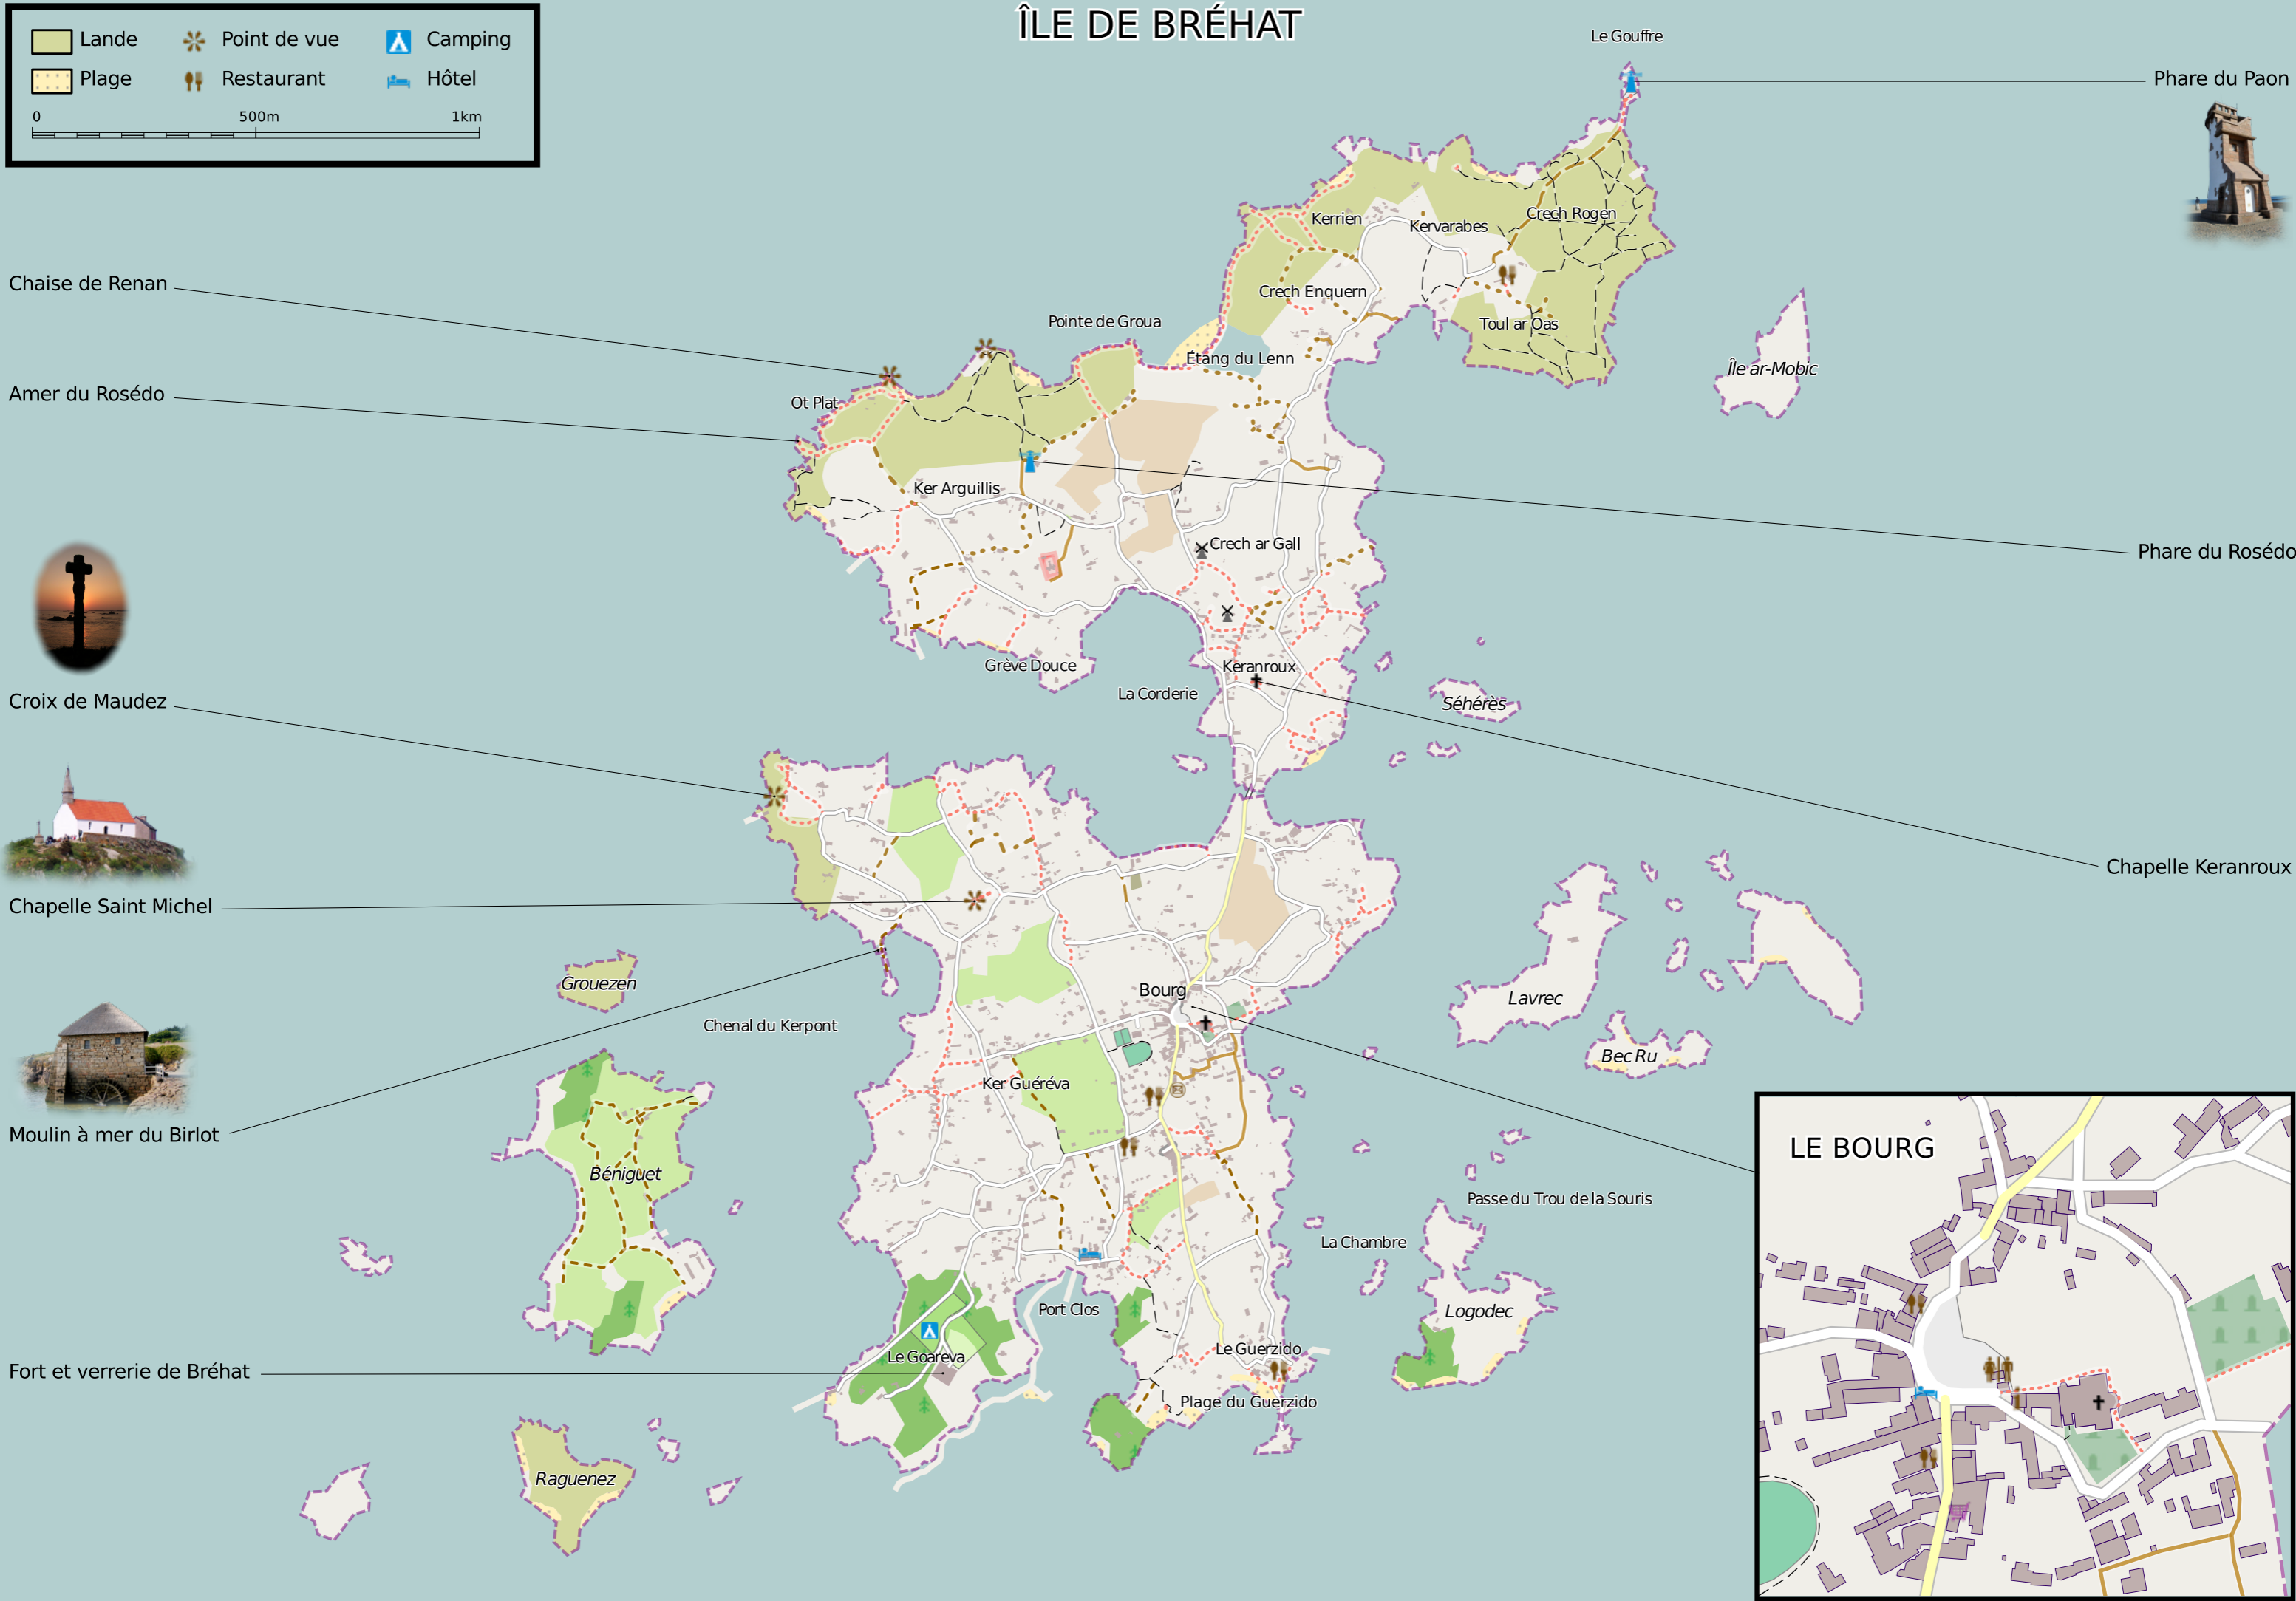 ÎLE DE BRÉHAT
Lande
Point de vue
Camping
Plage
Restaurant
Hôtel
0
500m
1km
Le Gouffre
Phare du Paon
Kerrien
Kervarabes
Crech Rogen
Chaise de Renan
Crech Enquern
Pointe de Groua
Toul ar Oas
Étang du Lenn
Île ar-Mobic
Amer du Rosédo
Ot Plat
Ker Arguillis
Crech ar Gall
Phare du Rosédo
Grève Douce
Keranroux
La Corderie
Séhérès
Croix de Maudez
Chapelle Keranroux
Chapelle Saint Michel
Grouezen
Bourg
Lavrec
Chenal du Kerpont
Bec Ru
Ker Guéréva
Moulin à mer du Birlot
LE BOURG
Béniguet
Passe du Trou de la Souris
La Chambre
Port Clos
Logodec
Le Guerzido
Le Goareva
Fort et verrerie de Bréhat
Plage du Guerzido
Raguenez